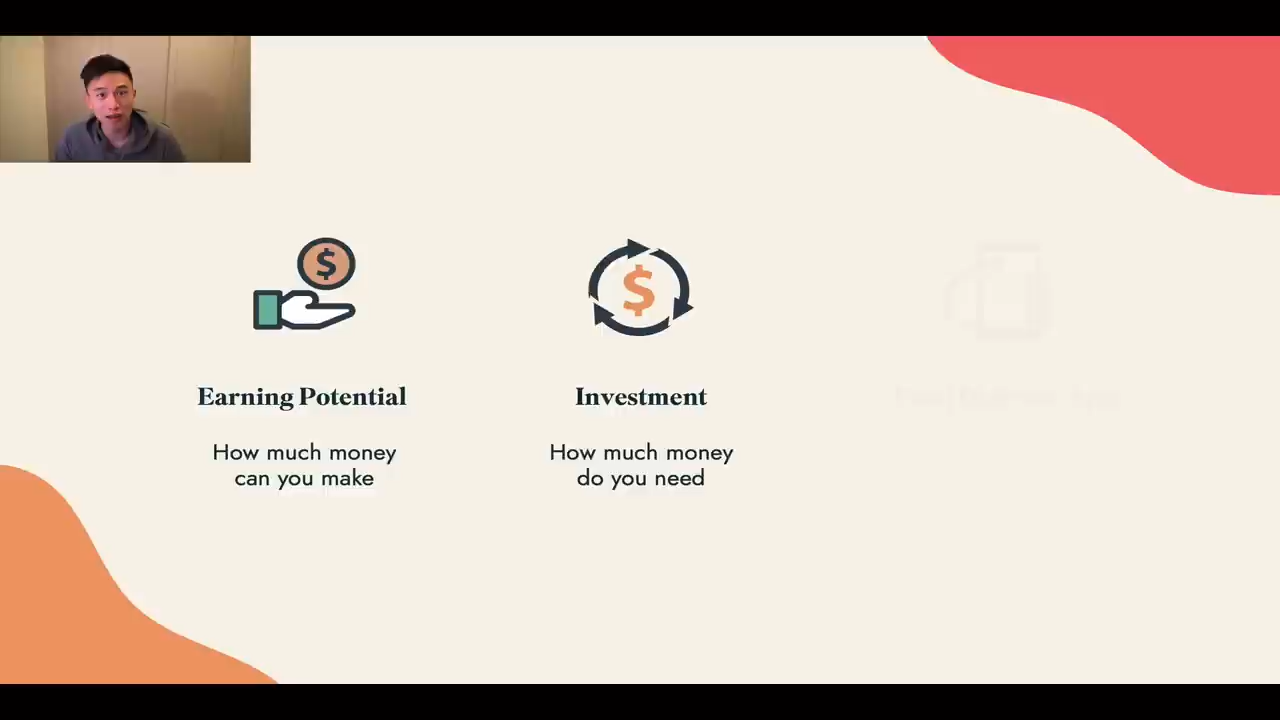 Earning Potential
How much money
can you make
Investment
How much money
do you need